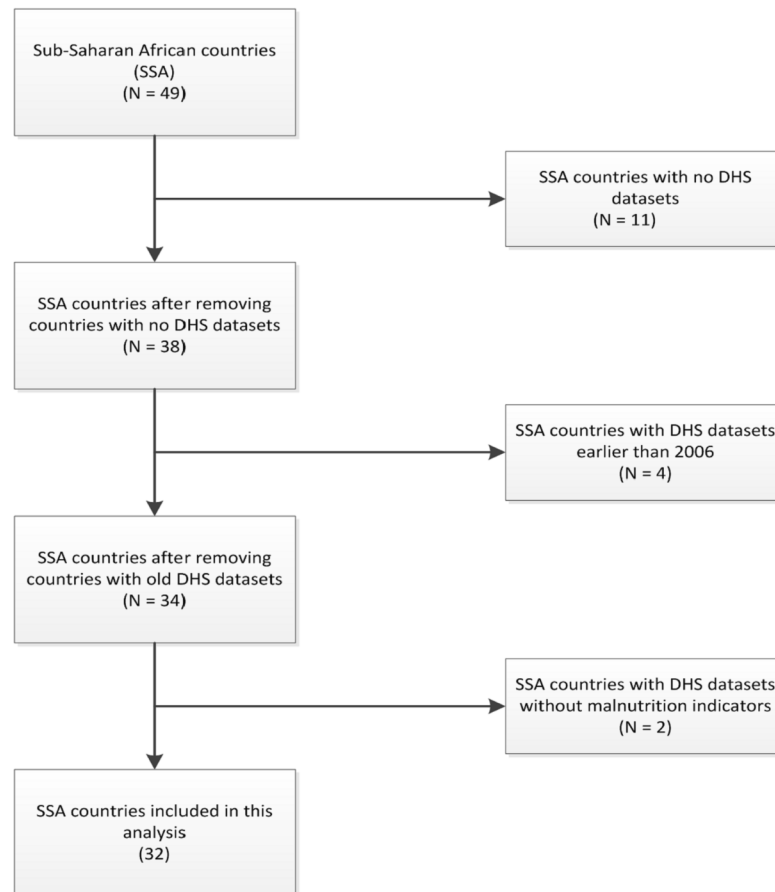 Sub-Saharan African countries
(SSA)
(N = 49)
SSA countries with no DHS
datasets
(N = 11)
SSA countries after removing
countries with no DHS datasets
(N = 38)
SSA countries with DHS datasets
earlier than 2006
(N = 4)
SSA countries after removing
countries with old DHS datasets
(N = 34)
SSA countries with DHS datasets
without malnutrition indicators
(N = 2)
SSA countries included in this
analysis
(32)